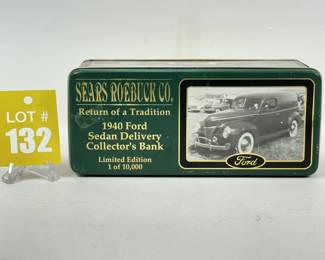 LOT #
132
SEARS ROEBUCK CO.
Return of a Tradition
1940 Ford
Sedan Delivery
Collector's Bank
Limited Edition
1 of 10,000
Ford